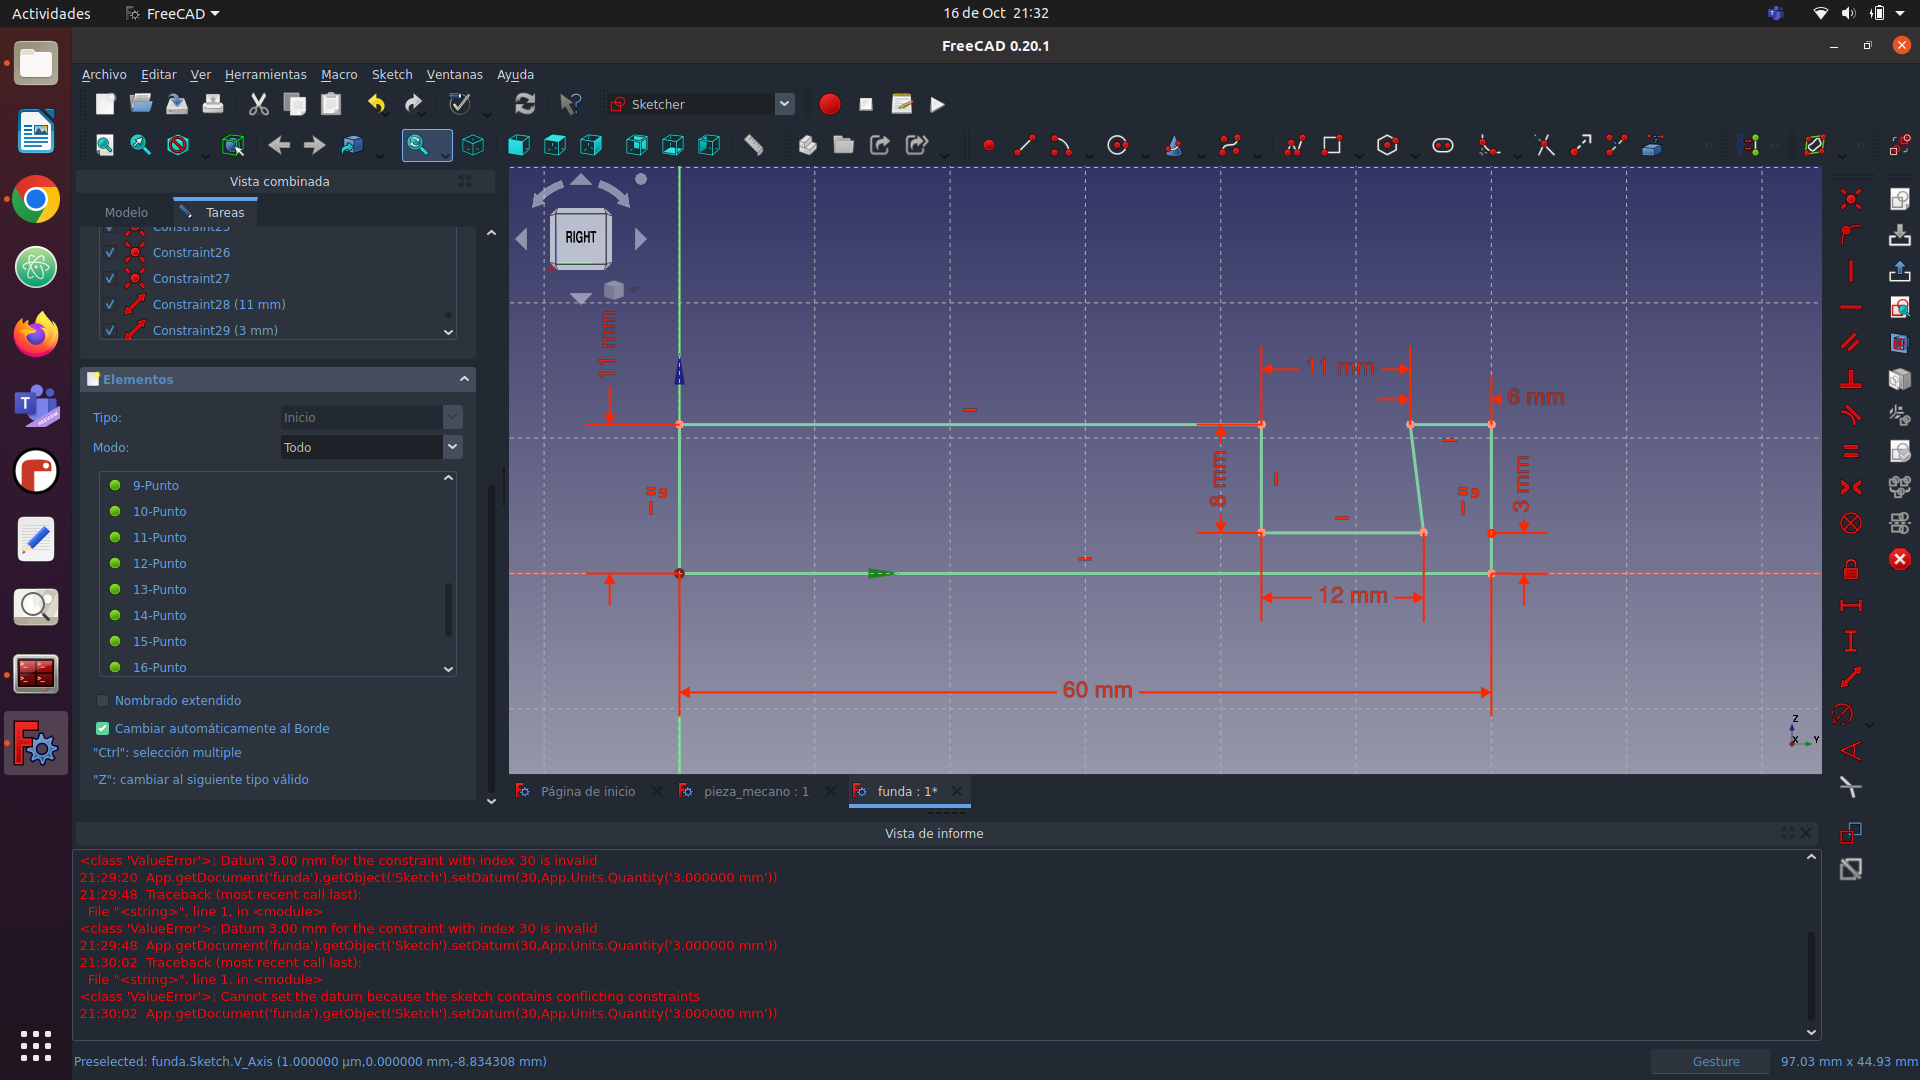 Actividades
FreeCAD
16 de Oct 21:32
FreeCAD 0.20.1
Archivo Editar Ver Herramientas Macro Sketch Ventanas Ayuda
Sketcher
Vista combinada
Modelo
Tareas
Constraint25
Constraint26
Constraint27
Constraint28 (11 mm)
Constraint29 (3 mm)
Elementos
Tipo:
Inicio
Modo:
Todo
9-Punto
10-Punto
11-Punto
12-Punto
13-Punto
14-Punto
15-Punto
16-Punto
Nombrado extendido
Cambiar automáticamente al Borde
"Ctrl": selección multiple
"Z": cambiar al siguiente tipo válido
RIGHT
11 mm
11 mm
6 mm
8 mm
3 mm
12 mm
60 mm
Z
X
Y
Página de inicio
pieza_mecano : 1
funda : 1*
Vista de informe
<class 'ValueError'>: Datum 3.00 mm for the constraint with index 30 is invalid
21:29:20 App.getDocument('funda').getObject('Sketch').setDatum(30,App.Units.Quantity('3.000000 mm'))
21:29:48 Traceback (most recent call last):
File "<string>", line 1, in <module>
<class 'ValueError'>: Datum 3.00 mm for the constraint with index 30 is invalid
21:29:48 App.getDocument('funda').getObject('Sketch').setDatum(30,App.Units.Quantity('3.000000 mm'))
21:30:02 Traceback (most recent call last):
File "<string>", line 1, in <module>
<class 'ValueError'>: Cannot set the datum because the sketch contains conflicting constraints
21:30:02 App.getDocument('funda').getObject('Sketch').setDatum(30,App.Units.Quantity('3.000000 mm'))
Preselected: funda.Sketch.V_Axis (1.000000 µm,0.000000 mm,-8.834308 mm)
Gesture
97.03 mm x 44.93 mm